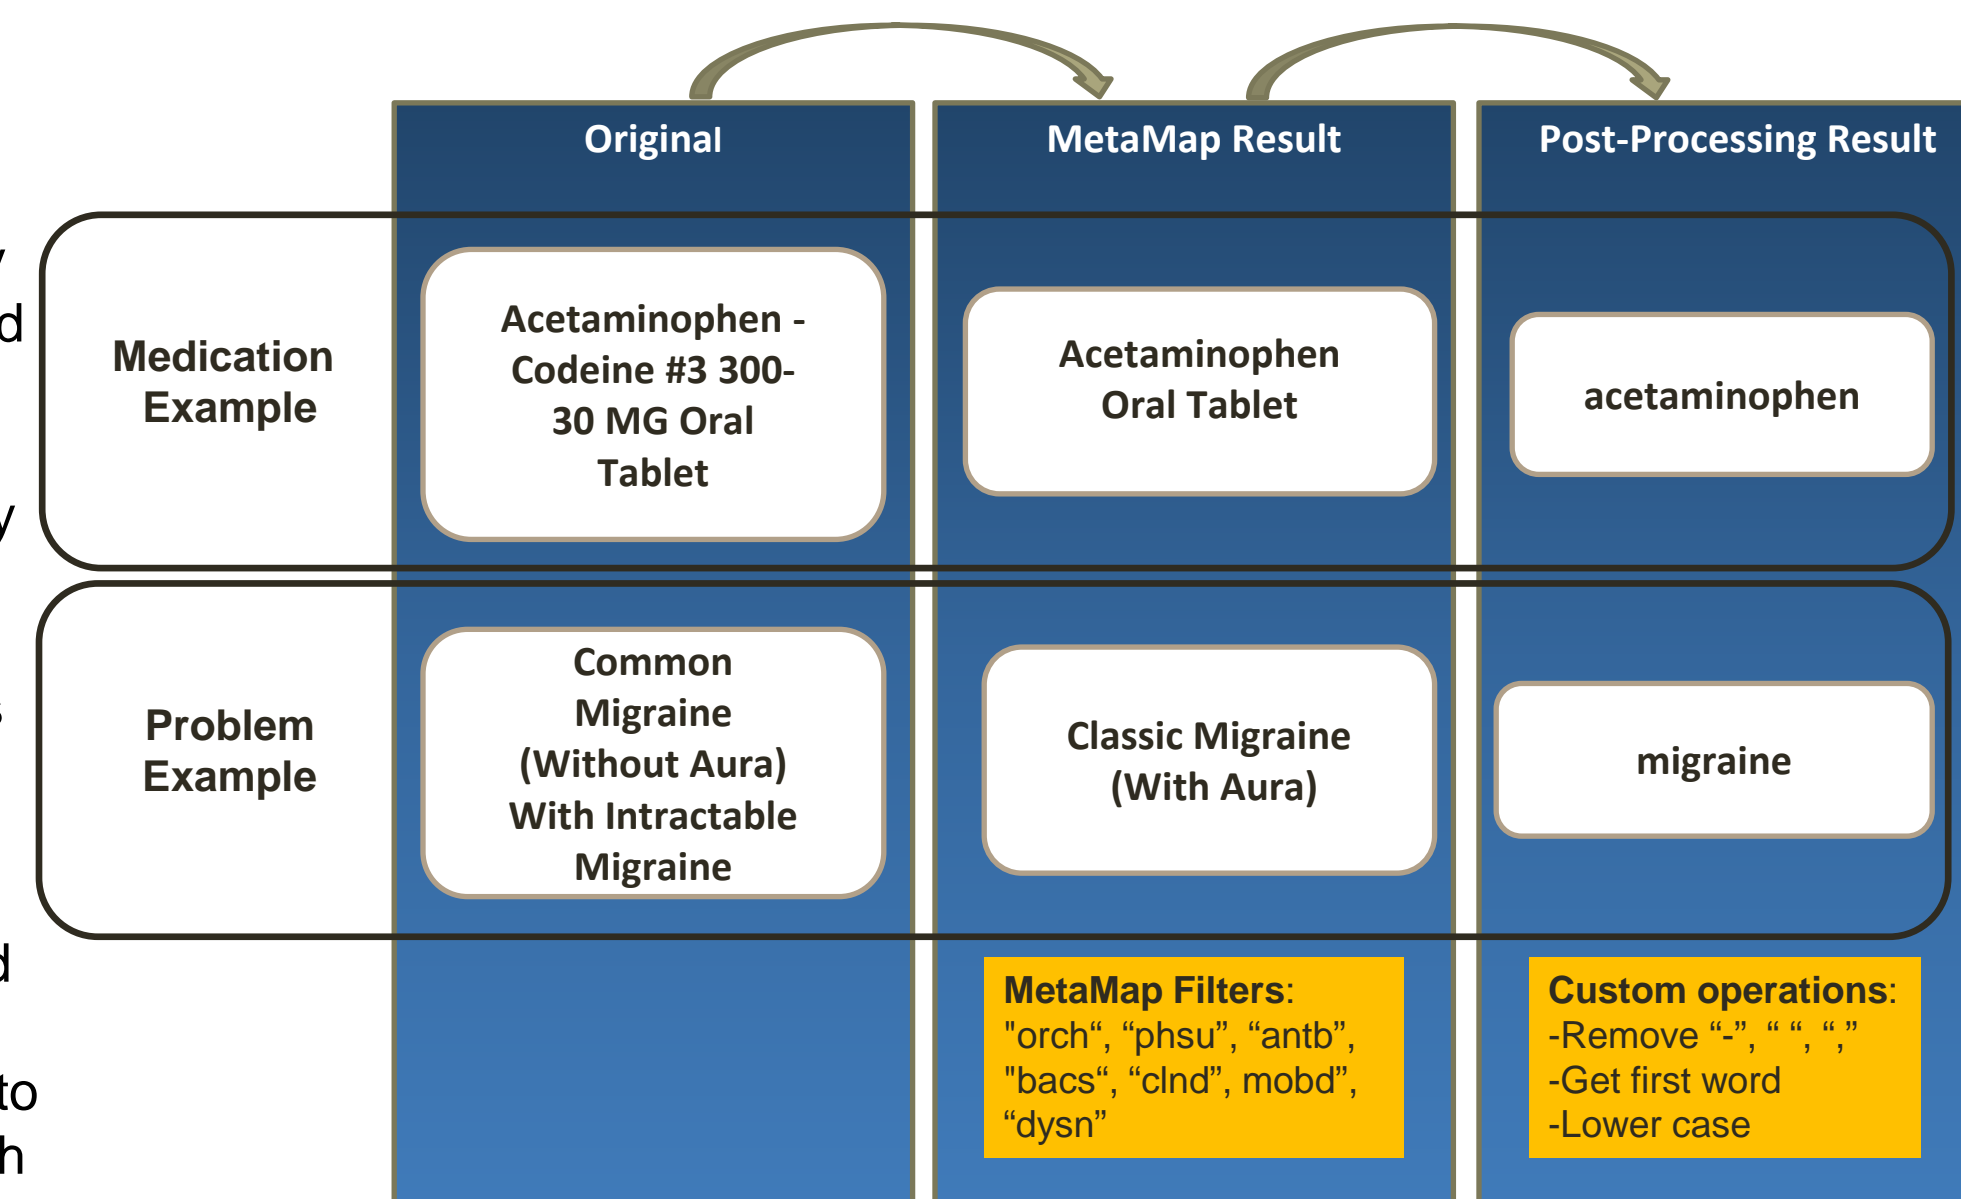 Original
MetaMap Result
Post-Processing Result
Medication
Example
Acetaminophen -
Codeine #3 300-
30 MG Oral
Tablet
Acetaminophen
Oral Tablet
acetaminophen
Problem
Example
Common
Migraine
(Without Aura)
With Intractable
Migraine
Classic Migraine
(With Aura)
migraine
MetaMap Filters:
"orch“, “phsu”, “antb”,
"bacs“, “clnd”, mobd”,
“dysn”
Custom operations:
-Remove “-”, “ “, “,”
-Get first word
-Lower case
to